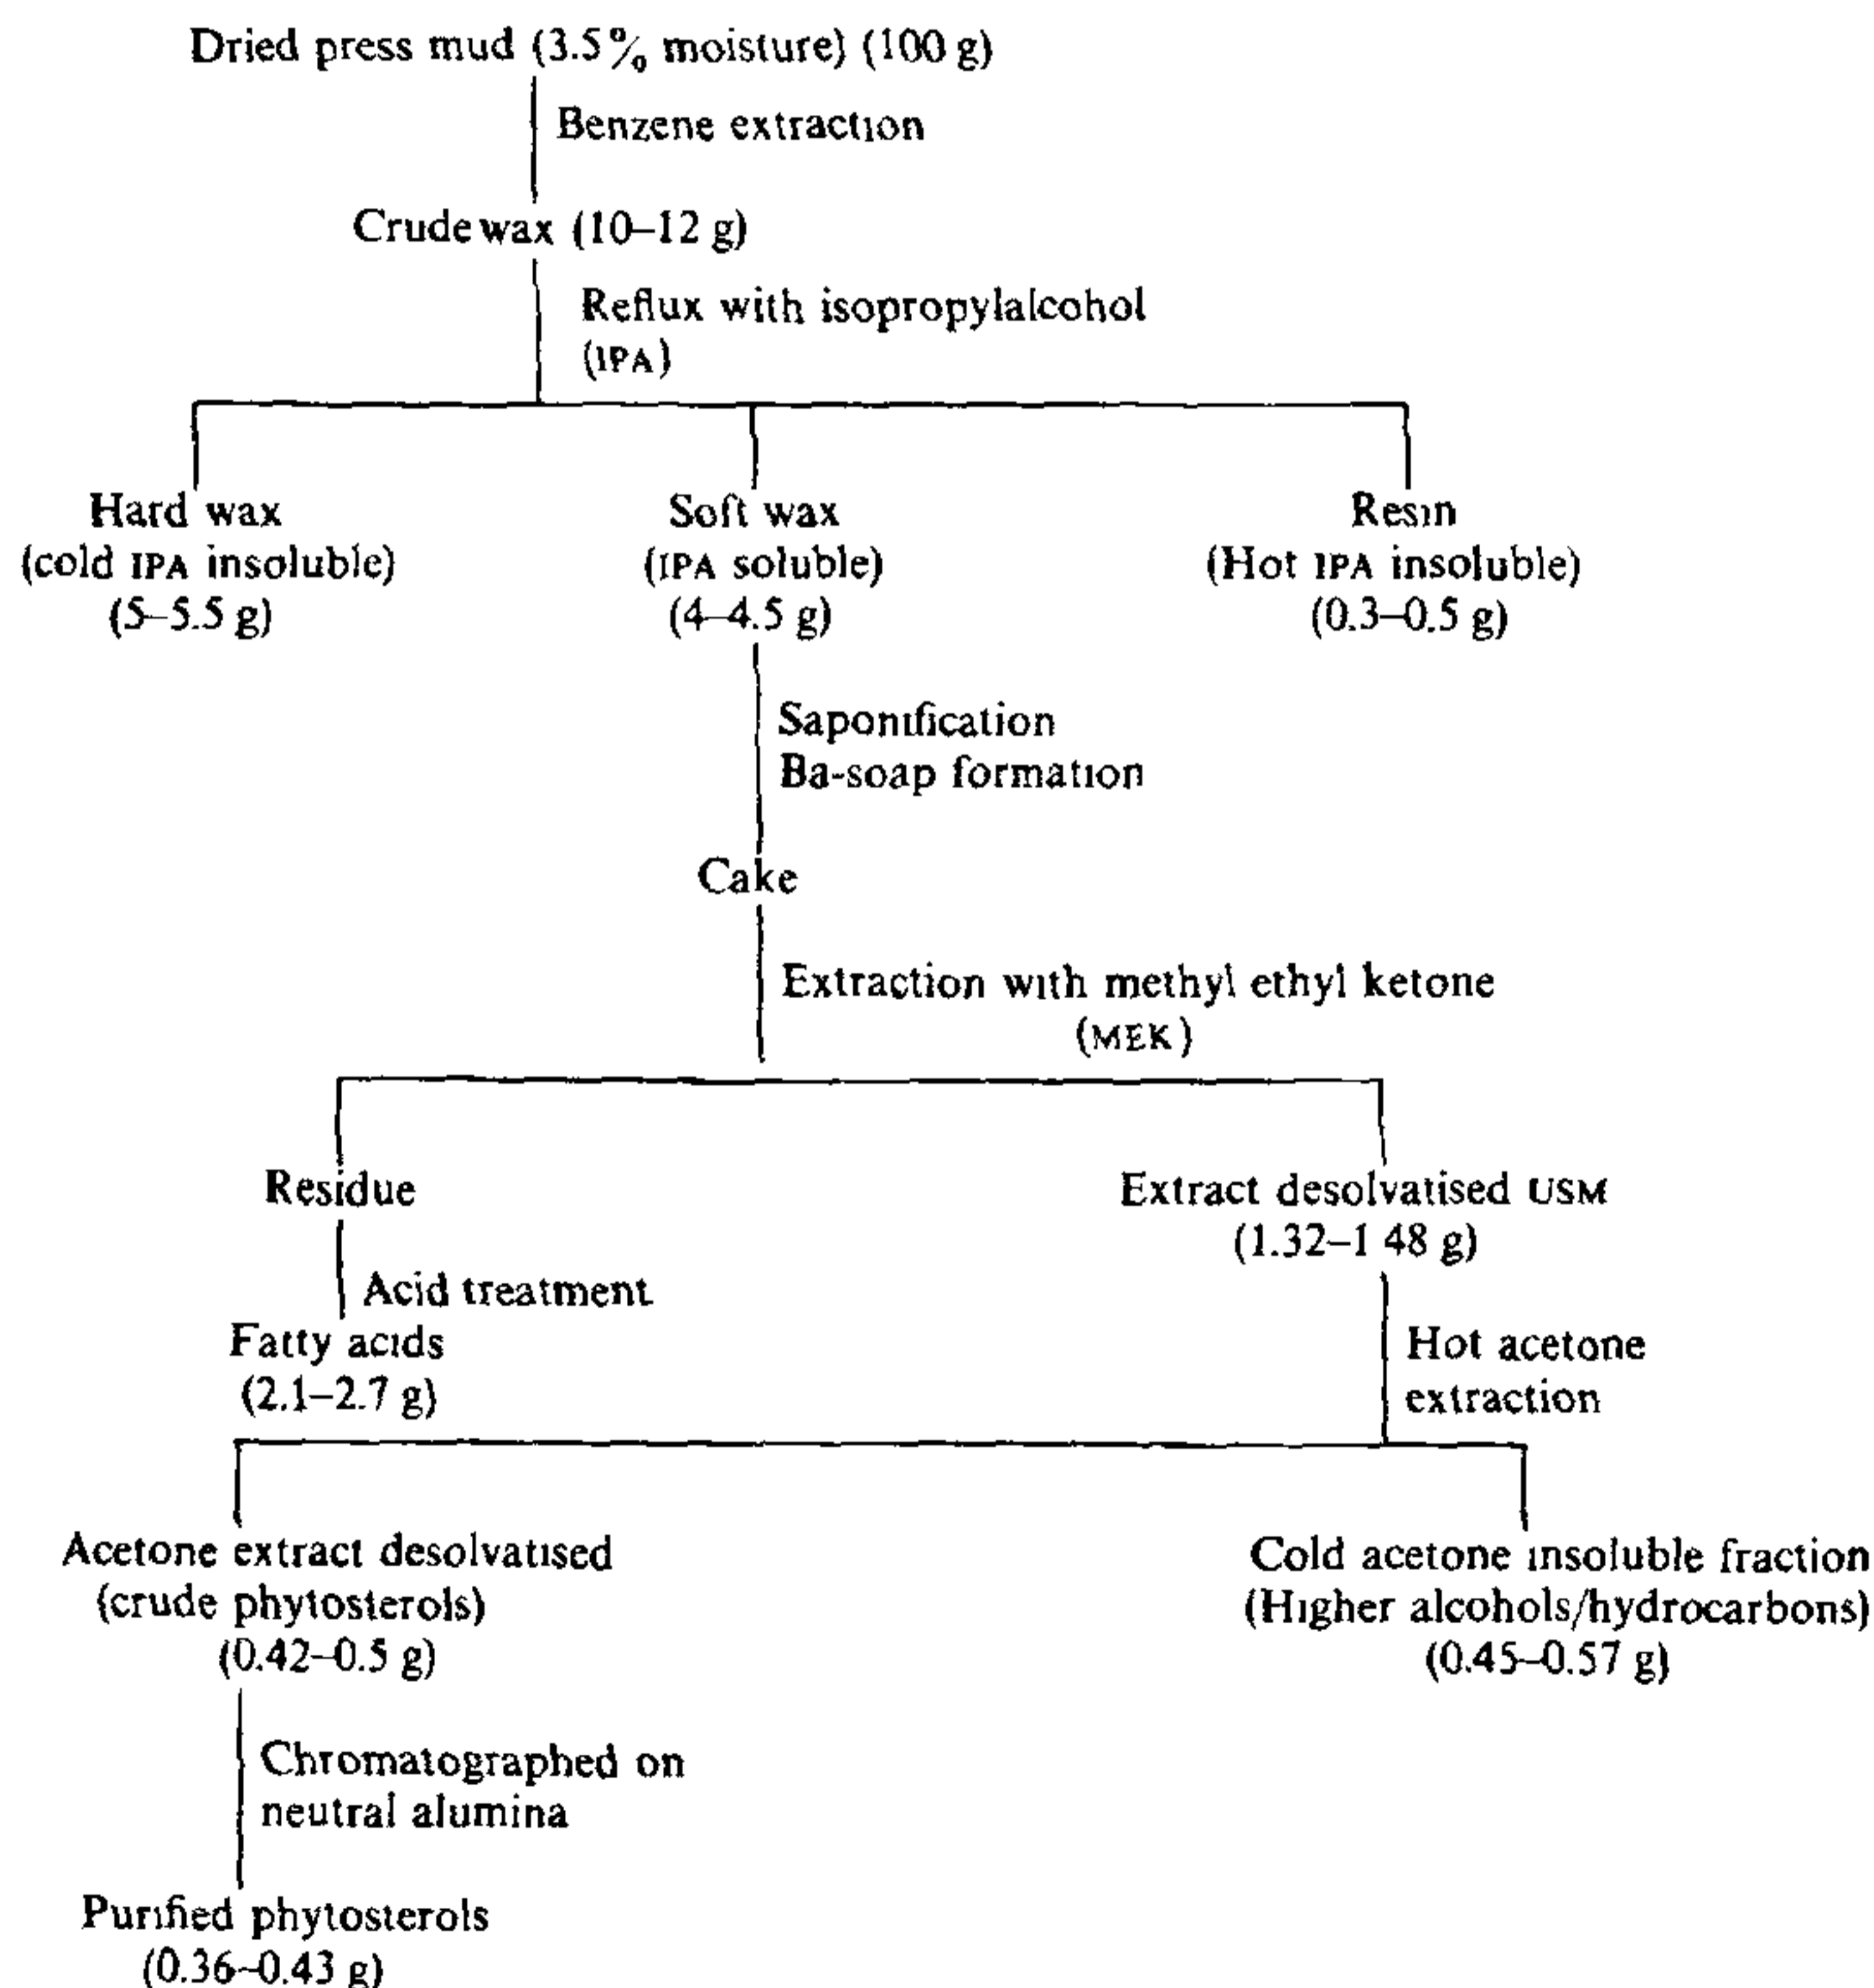 Dried press mud (3.5% moisture) (100 g)
Benzene extraction
Crude wax (10–12 g)
Reflux with isopropylalcohol
(IPA)
Hard wax
(cold IPA insoluble)
(5–5.5 g)
Soft wax
(IPA soluble)
(4–4.5 g)
Resin
(Hot IPA insoluble)
(0.3–0.5 g)
Saponification
Ba-soap formation
Cake
Extraction with methyl ethyl ketone
(MEK)
Residue
Acid treatment
Fatty acids
(2.1–2.7 g)
Extract desolvatised USM
(1.32–1 48 g)
Hot acetone
extraction
Acetone extract desolvatised
(crude phytosterols)
(0.42–0.5 g)
Cold acetone insoluble fraction
(Higher alcohols/hydrocarbons)
(0.45–0.57 g)
Chromatographed on
neutral alumina
Purified phytosterols
(0.36–0.43 g)